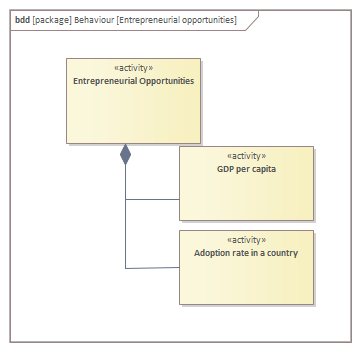 bdd [package] Behaviour [Entrepreneurial opportunities]
«activity»
Entrepreneurial Opportunities
«activity»
GDP per capita
«activity»
Adoption rate in a country